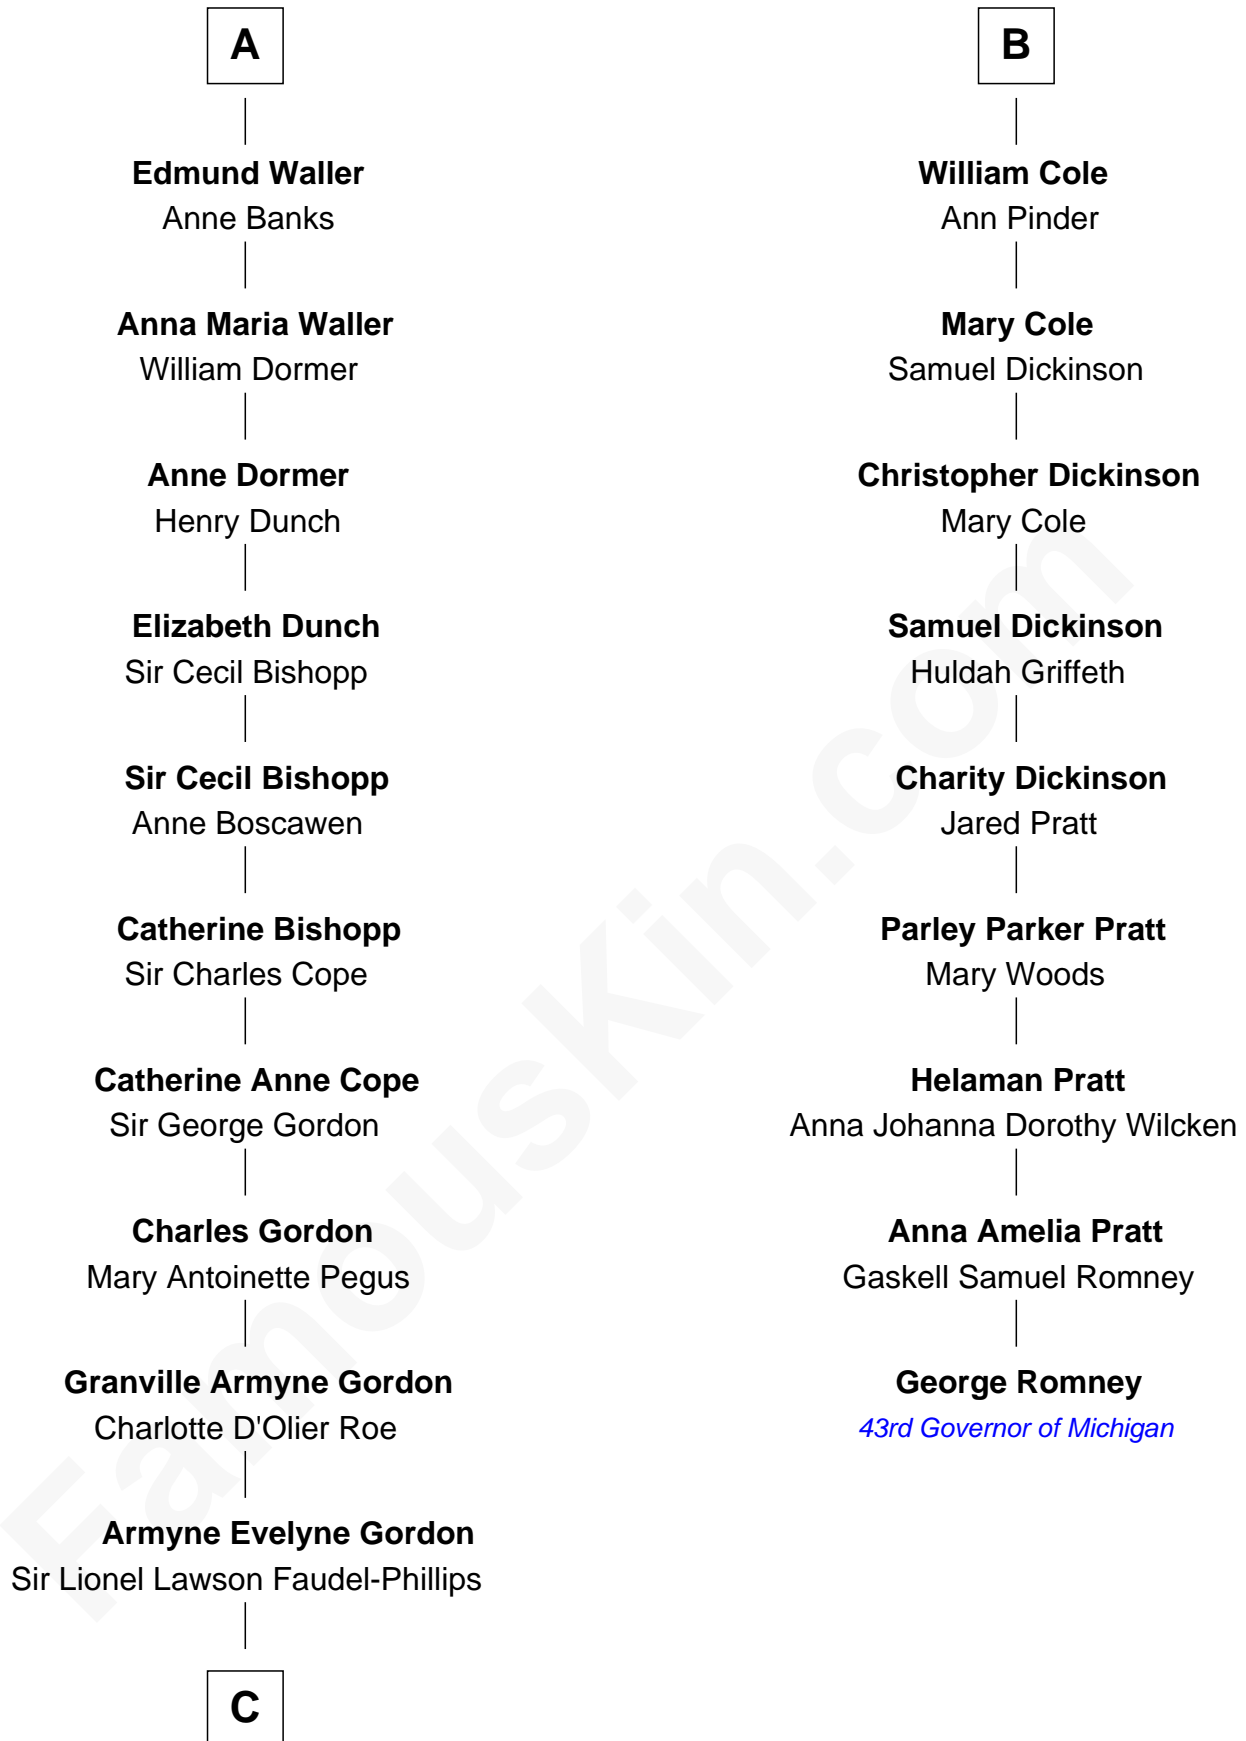 A
Edmund Waller
Anne Banks
Anna Maria Waller
William Dormer
Anne Dormer
Henry Dunch
Elizabeth Dunch
Sir Cecil Bishopp
Sir Cecil Bishopp
Anne Boscawen
Catherine Bishopp
Sir Charles Cope
Catherine Anne Cope
Sir George Gordon
Charles Gordon
Mary Antoinette Pegus
Granville Armyne Gordon
Charlotte D'Olier Roe
Armyne Evelyne Gordon
Sir Lionel Lawson Faudel-Phillips
C
B
William Cole
Ann Pinder
Mary Cole
Samuel Dickinson
Christopher Dickinson
Mary Cole
Samuel Dickinson
Huldah Griffeth
Charity Dickinson
Jared Pratt
Parley Parker Pratt
Mary Woods
Helaman Pratt
Anna Johanna Dorothy Wilcken
Anna Amelia Pratt
Gaskell Samuel Romney
George Romney
43rd Governor of Michigan
FamousKin.com